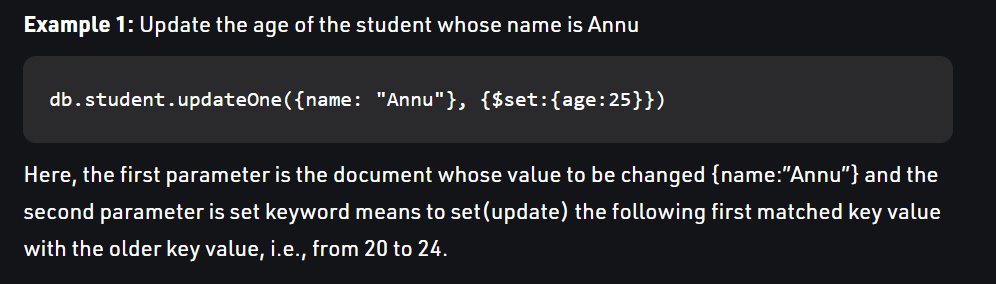 Example 1: Update the age of the student whose name is Annu
db.student.updateOne({name: "Annu"}, {$set:{age:25}})
Here, the first parameter is the document whose value to be changed {name:”Annu”} and the
second parameter is set keyword means to set(update) the following first matched key value
with the older key value, i.e., from 20 to 24.